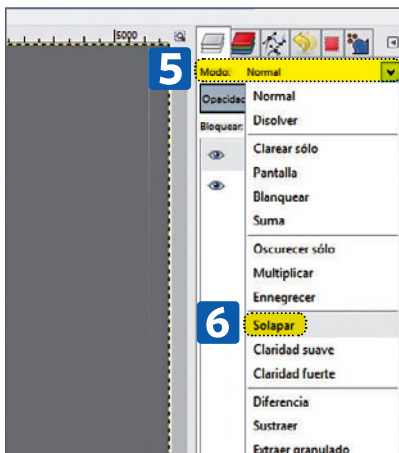 5000
5
Modo: Normal
Opacidad
Normal
Disolver
Bloquear:
Clarear sólo
Pantalla
Blanquear
Suma
Oscurecer sólo
Multiplicar
Ennegrecer
6
Solapar
Claridad suave
Claridad fuerte
Diferencia
Sustraer
Extraer granulado